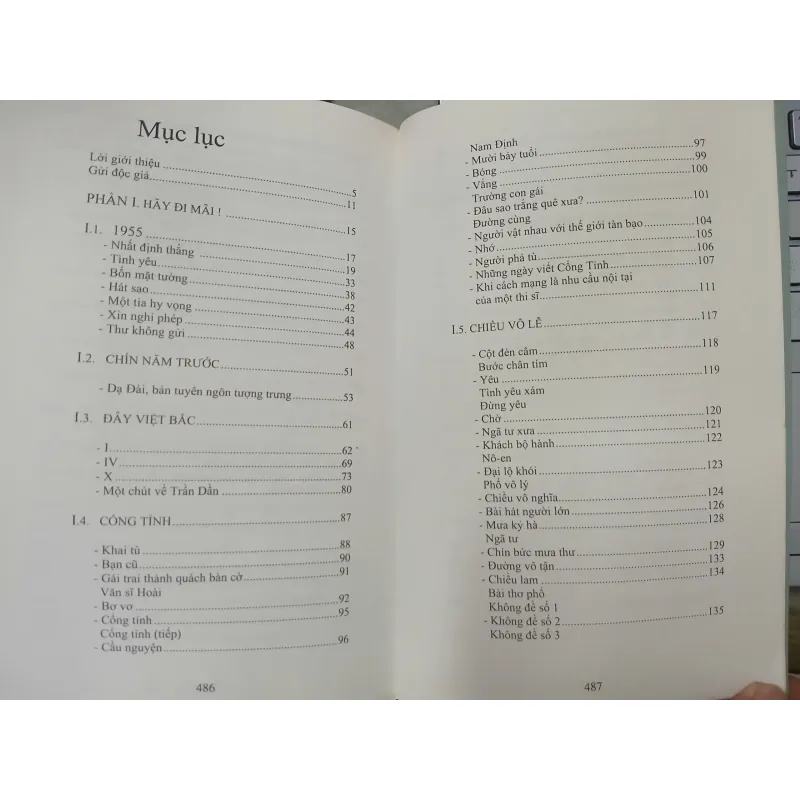 Mục lục
Lời giới thiệu ..... 5
Gửi độc giả ..... 11
PHẦN I. HÃY ĐI MÃI ! ..... 15
I.1. 1955 ..... 17
- Nhất định thắng ..... 19
- Tình yêu ..... 33
- Bốn mặt tường ..... 38
- Hát sao ..... 42
- Một tia hy vọng ..... 43
- Xin nghỉ phép ..... 44
- Thư không gửi ..... 48
I.2. CHÍN NĂM TRƯỚC ..... 51
- Dạ Đài, bản tuyên ngôn tượng trưng ..... 53
I.3. ĐÂY VIỆT BẮC ..... 61
- I ..... 62
- IV ..... 69
- X ..... 73
- Một chút về Trần Dần ..... 80
I.4. CỔNG TỈNH ..... 87
- Khai từ ..... 88
- Bạn cũ ..... 90
- Gái trai thành quách bàn cờ ..... 91
Văn sĩ Hoài
- Bơ vơ ..... 92
- Cổng tỉnh ..... 95
Cổng tỉnh (tiếp)
- Cầu nguyện ..... 96
486
Nam Định
- Mười bảy tuổi ..... 97
- Bóng ..... 99
- Vắng ..... 100
Trường con gái
- Đâu sao trắng quê xưa? ..... 101
Đường cùng
- Người vật nhau với thế giới tàn bạo ..... 104
- Nhớ ..... 105
- Người phá tù ..... 106
- Những ngày viết Cổng Tỉnh ..... 107
- Khi cách mạng là nhu cầu nội tại
của một thi sĩ ..... 111
I.5. CHIỀU VÔ LỄ ..... 117
- Cột đèn câm ..... 118
Bước chân tím
- Yêu ..... 119
Tình yêu xám
Đừng yêu
- Chờ ..... 120
- Ngã tư xưa ..... 121
- Khách bộ hành ..... 122
Nô-en
- Đại lộ khói ..... 123
Phố vô lý
- Chiều vô nghĩa ..... 124
- Bài hát người lớn ..... 126
- Mưa kỳ hà ..... 128
Ngã tư
- Chín bức mưa thư ..... 129
- Đường vô tận ..... 133
- Chiều lam ..... 134
Bài thơ phố
Không đề số 1
- Không đề số 2 ..... 135
Không đề số 3
487